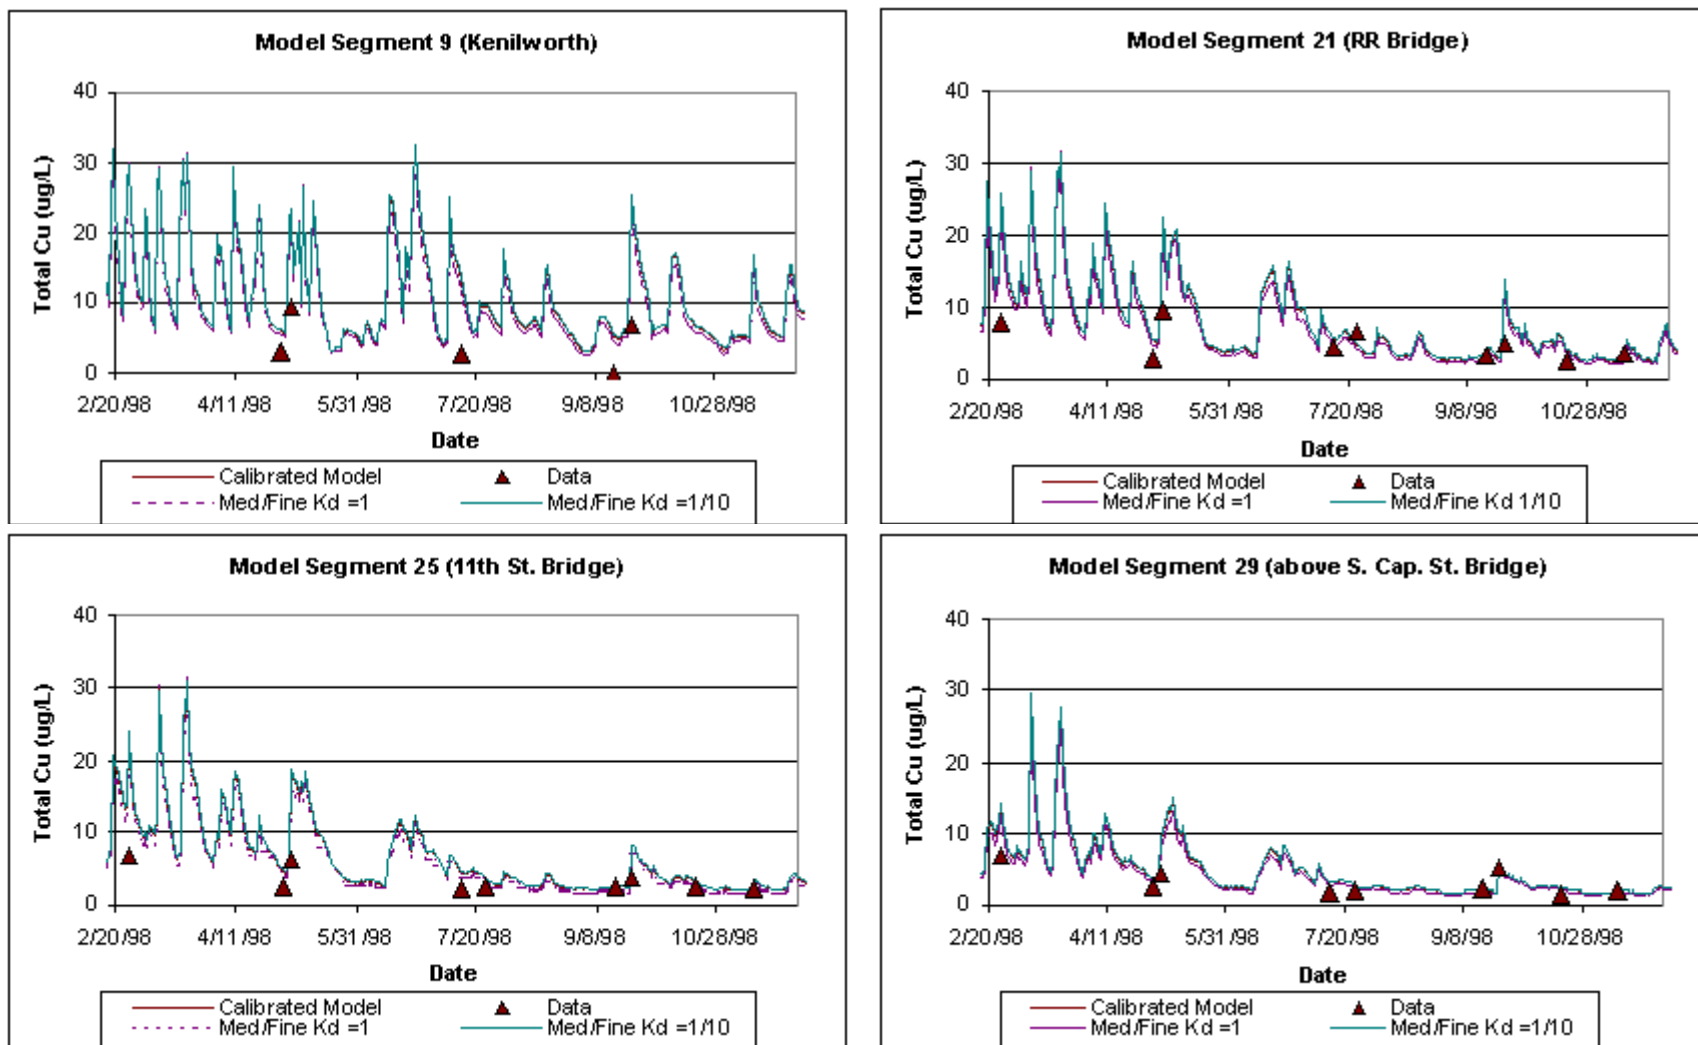 Model Segment 9 (Kenilworth)
Total Cu (ug/L)
40
30
20
10
0
2/20/98 4/11/98 5/31/98 7/20/98 9/8/98 10/28/98
Date
Calibrated Model Data
Med/Fine Kd =1 Med/Fine Kd =1/10
Model Segment 21 (RR Bridge)
Total Cu (ug/L)
40
30
20
10
0
2/20/98 4/11/98 5/31/98 7/20/98 9/8/98 10/28/98
Date
Calibrated Model Data
Med/Fine Kd =1 Med/Fine Kd 1/10
Model Segment 25 (11th St. Bridge)
Total Cu (ug/L)
40
30
20
10
0
2/20/98 4/11/98 5/31/98 7/20/98 9/8/98 10/28/98
Date
Calibrated Model Data
Med/Fine Kd =1 Med/Fine Kd =1/10
Model Segment 29 (above S. Cap. St. Bridge)
Total Cu (ug/L)
40
30
20
10
0
2/20/98 4/11/98 5/31/98 7/20/98 9/8/98 10/28/98
Date
Calibrated Model Data
Med/Fine Kd =1 Med/Fine Kd =1/10